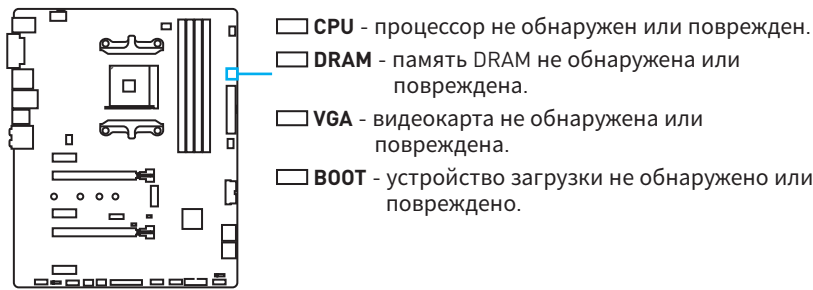 CPU - процессор не обнаружен или поврежден.
DRAM - память DRAM не обнаружена или
повреждена.
VGA - видеокарта не обнаружена или
повреждена.
BOOT - устройство загрузки не обнаружено или
повреждено.